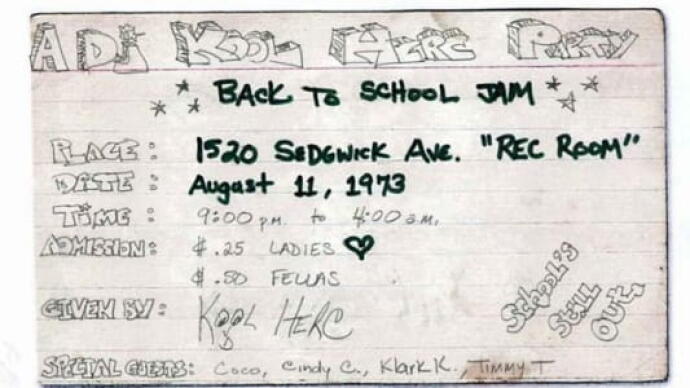 A DJ KOOL HERC PARTY
BACK TO SCHOOL JAM
PLACE: 1520 SEDGWICK AVE. "REC ROOM"
DATE: August 11, 1973
TIME: 9:00 p.m. to 4:00 a.m.
ADMISSION: $.25 LADIES ♥
$.50 FELLAS
GIVEN BY: KOOL HERC
SPECIAL GUESTS: Coco, Cindy C., Klark K., Timmy T
School's
Still
Out!